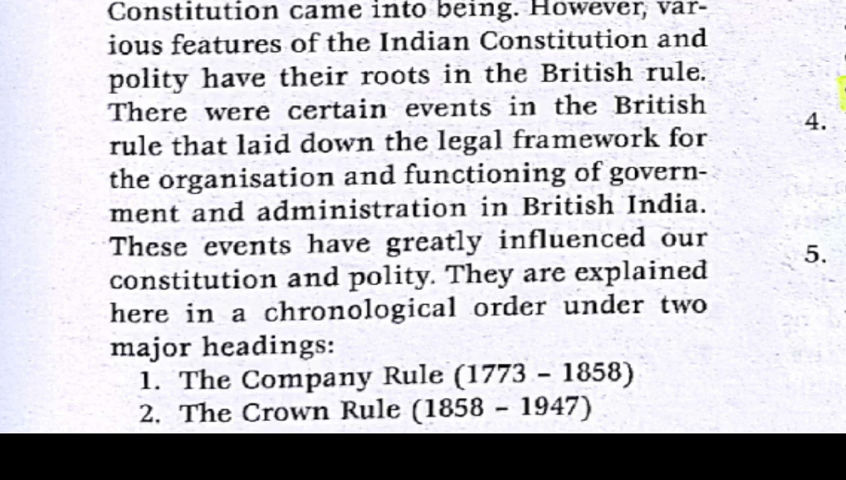 Constitution came into being. However, var-
ious features of the Indian Constitution and
polity have their roots in the British rule.
There were certain events in the British
rule that laid down the legal framework for
the organisation and functioning of govern-
ment and administration in British India.
These events have greatly influenced our
constitution and polity. They are explained
here in a chronological order under two
major headings:
1. The Company Rule (1773 – 1858)
2. The Crown Rule (1858 – 1947)
4.
5.